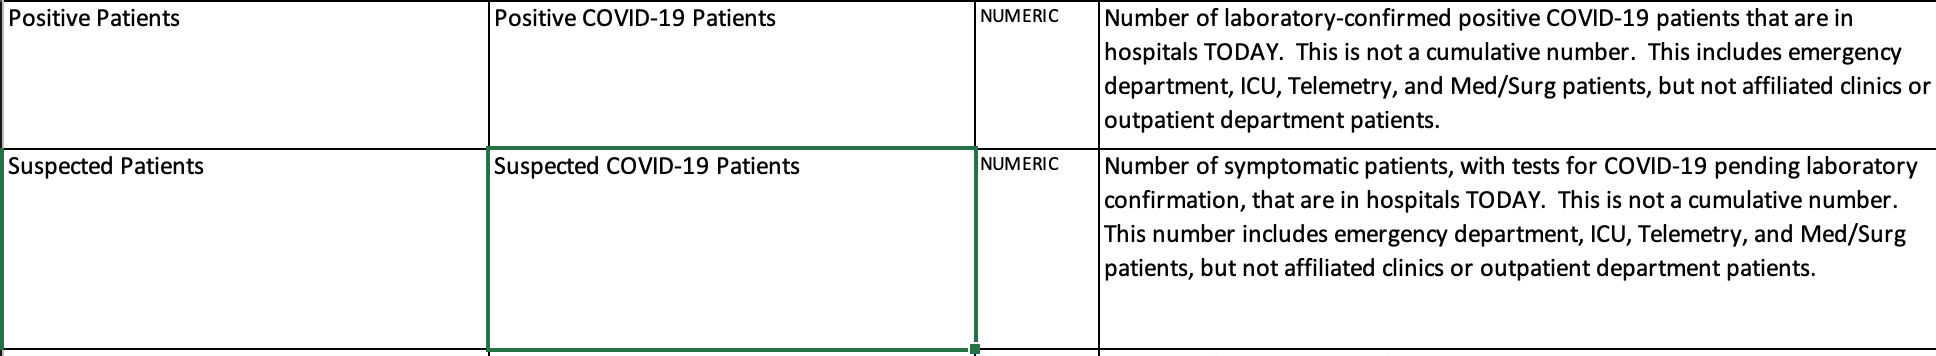 Positive Patients
Positive COVID-19 Patients
NUMERIC
Number of laboratory-confirmed positive COVID-19 patients that are in
hospitals TODAY.  This is not a cumulative number.  This includes emergency
department, ICU, Telemetry, and Med/Surg patients, but not affiliated clinics or
outpatient department patients.
Suspected Patients
Suspected COVID-19 Patients
NUMERIC
Number of symptomatic patients, with tests for COVID-19 pending laboratory
confirmation, that are in hospitals TODAY.  This is not a cumulative number.
This number includes emergency department, ICU, Telemetry, and Med/Surg
patients, but not affiliated clinics or outpatient department patients.